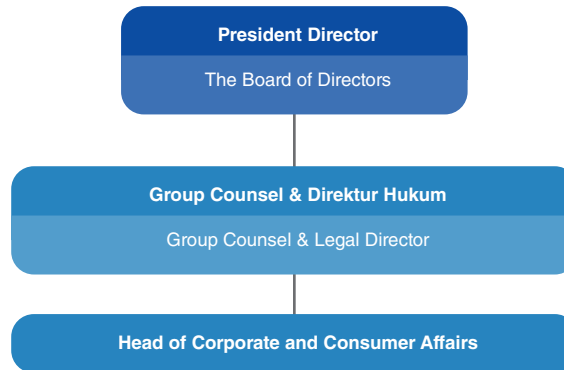 President Director
The Board of Directors
Group Counsel & Direktur Hukum
Group Counsel & Legal Director
Head of Corporate and Consumer Affairs